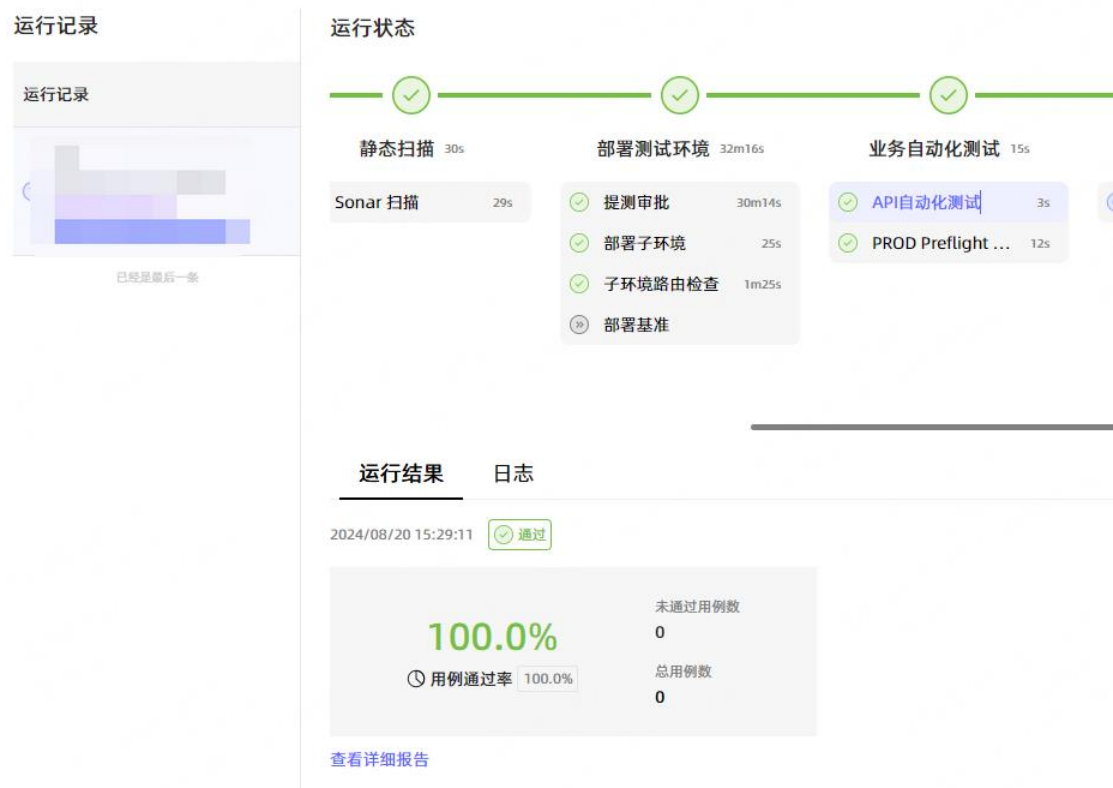 运行记录
运行记录
已经是最后一条
运行状态
静态扫描 30s
Sonar 扫描 29s
部署测试环境 32m16s
提测审批 30m14s
部署子环境 25s
子环境路由检查 1m25s
部署基准
业务自动化测试 15s
API自动化测试 3s
PROD Preflight ... 12s
运行结果 日志
2024/08/20 15:29:11 通过
100.0%
用例通过率 100.0%
未通过用例数
0
总用例数
0
查看详细报告